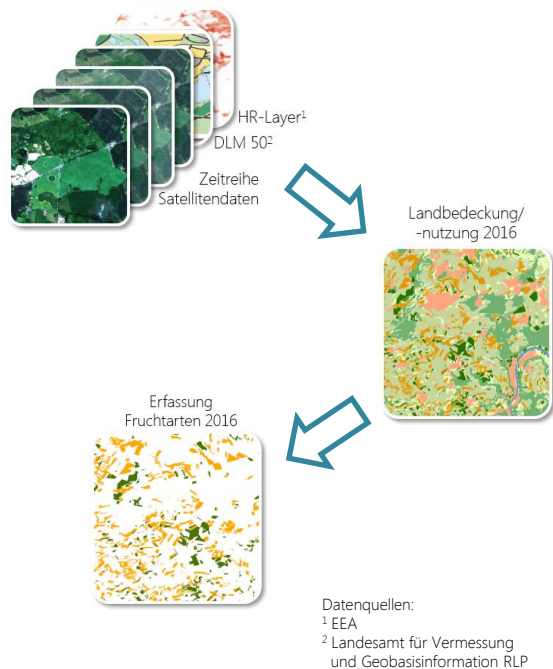 HR-Layer¹
DLM 50²
Zeitreihe
Satellitendaten
Landbedeckung/
-nutzung 2016
Erfassung
Fruchtarten 2016
Datenquellen:
¹ EEA
² Landesamt für Vermessung
und Geobasisinformation RLP